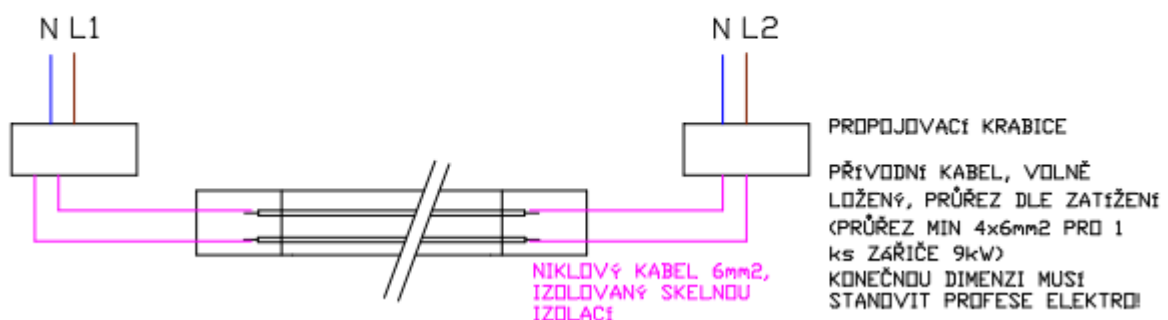 N L1
N L2
PROPOJOVACÍ KRABICE
PŘÍVODNÍ KABEL, VOLNĚ
LOŽENÝ, PRŮŘEZ DLE ZATÍŽENÍ
(PRŮŘEZ MIN 4x6mm2 PRO 1
ks ZÁŘIČE 9kW)
KONEČNOU DIMENZI MUSÍ
STANOVIT PROFESE ELEKTRO!
NIKLOVÝ KABEL 6mm2,
IZOLOVANÝ SKELNOU
IZOLACÍ